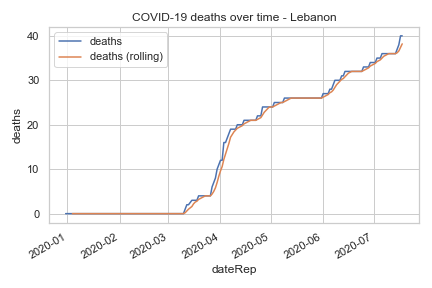 COVID-19 deaths over time - Lebanon
deaths
deaths (rolling)
deaths
40
30
20
10
0
2020-01
2020-02
2020-03
2020-04
2020-05
2020-06
2020-07
dateRep